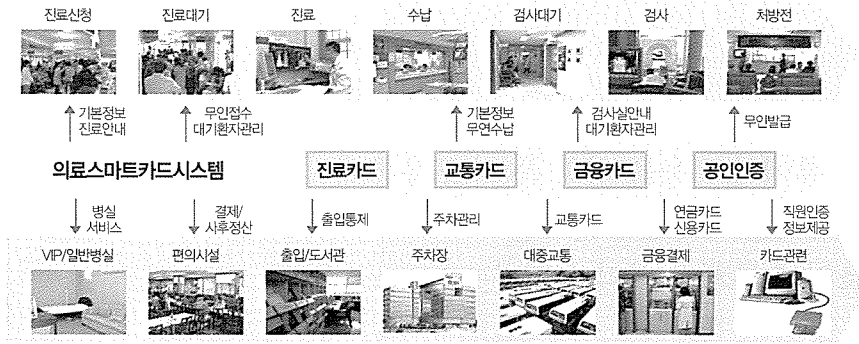 진료신청 진료대기 진료 수납 검사대기 검사 처방전
기본정보 무인접수 기본정보 검사실안내 무인발급
진료안내 대기환자관리 무연수납 대기환자관리
의료스마트카드시스템 진료카드 교통카드 금융카드 공인인증
병실 결제/ 출입통제 주차관리 교통카드 연금카드 직원인증
서비스 사후정산 신용카드 정보제공
VIP/일반병실 편의시설 출입/도서관 주차장 대중교통 금융결제 카드관련